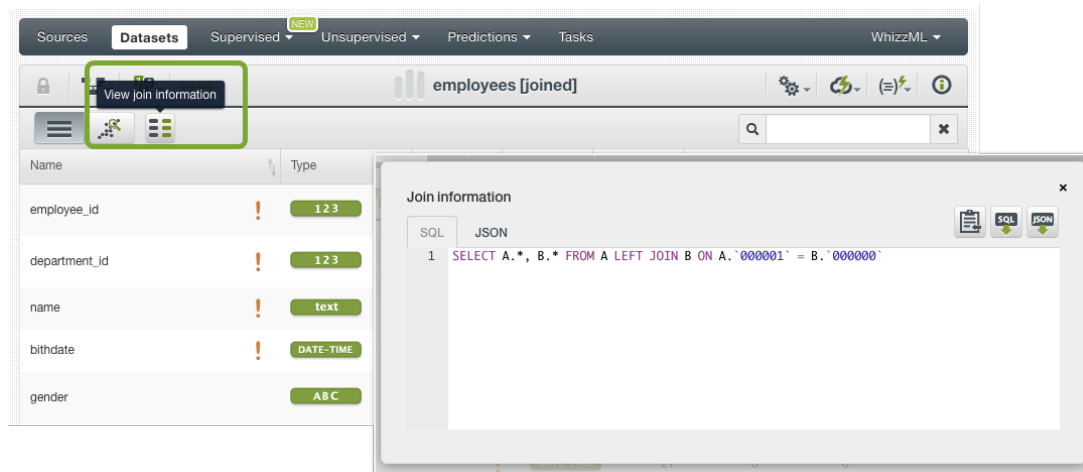 Sources Datasets Supervised NEW Unsupervised Predictions Tasks WhizzML
View join information
employees [joined]
Name Type
employee_id 123
department_id 123
name text
bithdate DATE-TIME
gender ABC
Join information
SQL JSON
SQL JSON
1 SELECT A.*, B.* FROM A LEFT JOIN B ON A.`000001` = B.`000000`